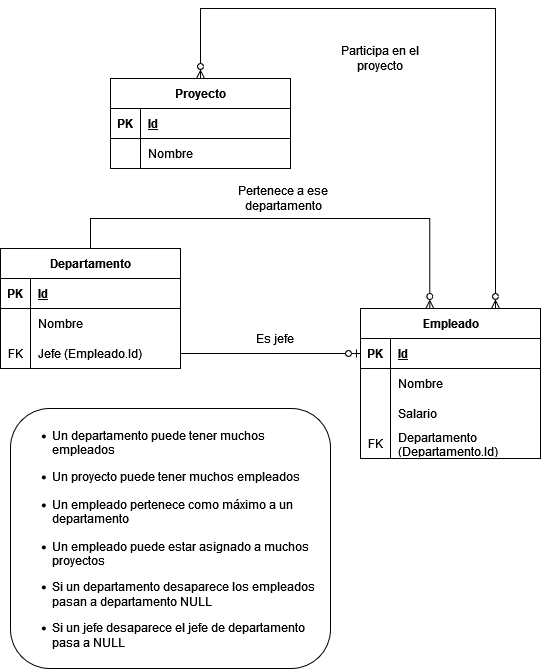 Participa en el
proyecto
Proyecto
PK Id
Nombre
Pertenece a ese
departamento
Departamento
PK Id
Nombre
FK Jefe (Empleado.Id)
Es jefe
Empleado
PK Id
Nombre
Salario
FK Departamento
(Departamento.Id)
• Un departamento puede tener muchos
empleados
• Un proyecto puede tener muchos empleados
• Un empleado pertenece como máximo a un
departamento
• Un empleado puede estar asignado a muchos
proyectos
• Si un departamento desaparece los empleados
pasan a departamento NULL
• Si un jefe desaparece el jefe de departamento
pasa a NULL